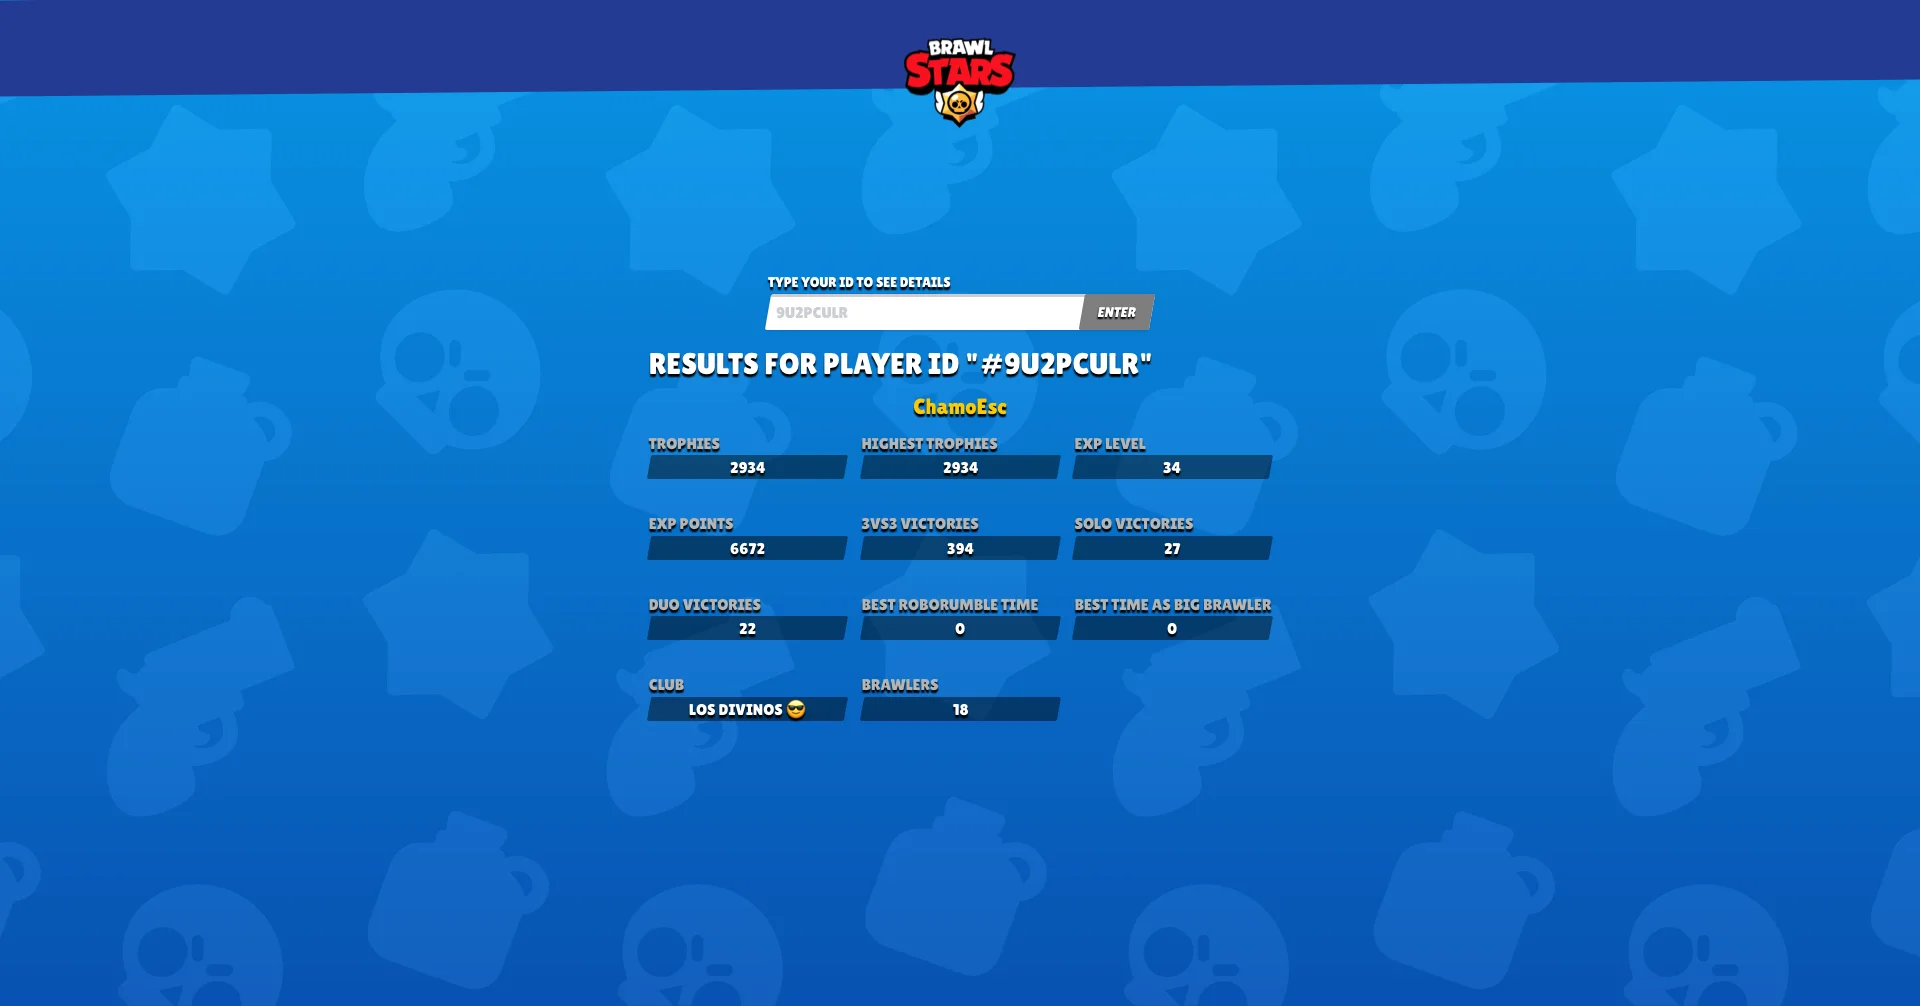 BRAWL
STARS
TYPE YOUR ID TO SEE DETAILS
9U2PCULR ENTER
RESULTS FOR PLAYER ID "#9U2PCULR"
ChamoEsc
TROPHIES HIGHEST TROPHIES EXP LEVEL
2934 2934 34
EXP POINTS 3VS3 VICTORIES SOLO VICTORIES
6672 394 27
DUO VICTORIES BEST ROBORUMBLE TIME BEST TIME AS BIG BRAWLER
22 0 0
CLUB BRAWLERS
LOS DIVINOS 😎 18